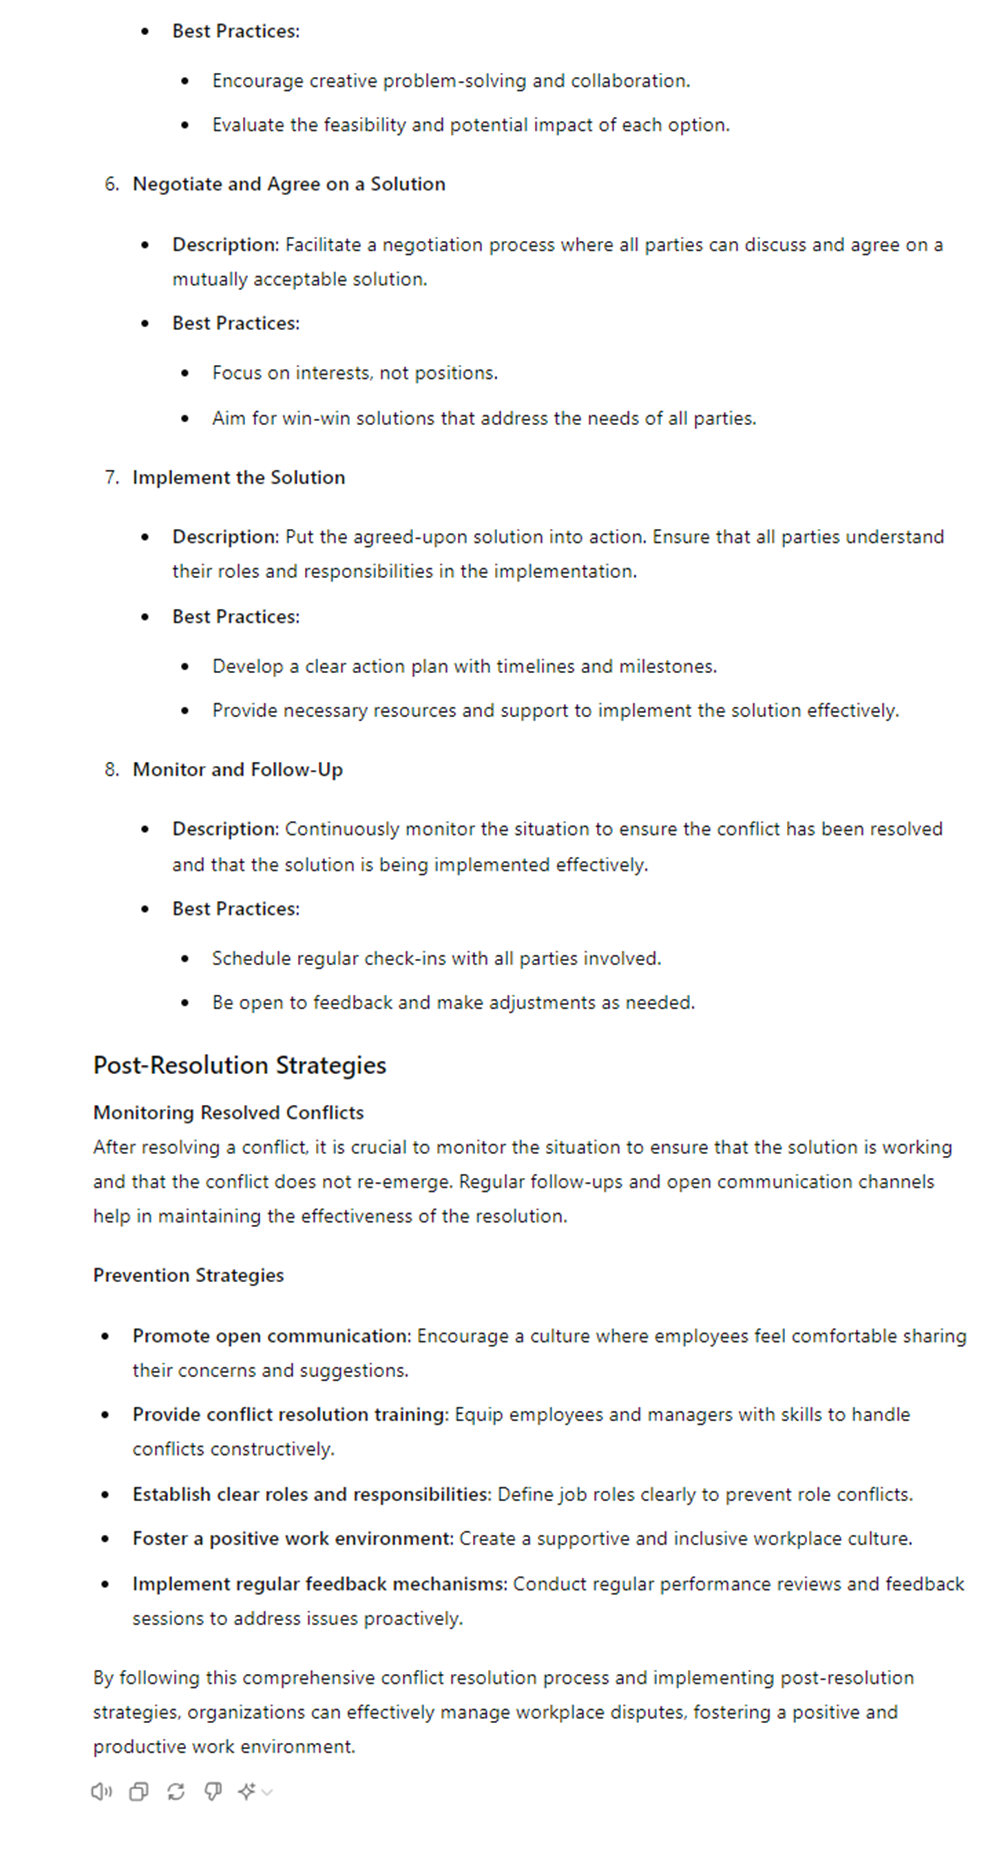 • Best Practices:
• Encourage creative problem-solving and collaboration.
• Evaluate the feasibility and potential impact of each option.
6. Negotiate and Agree on a Solution
• Description: Facilitate a negotiation process where all parties can discuss and agree on a
mutually acceptable solution.
• Best Practices:
• Focus on interests, not positions.
• Aim for win-win solutions that address the needs of all parties.
7. Implement the Solution
• Description: Put the agreed-upon solution into action. Ensure that all parties understand
their roles and responsibilities in the implementation.
• Best Practices:
• Develop a clear action plan with timelines and milestones.
• Provide necessary resources and support to implement the solution effectively.
8. Monitor and Follow-Up
• Description: Continuously monitor the situation to ensure the conflict has been resolved
and that the solution is being implemented effectively.
• Best Practices:
• Schedule regular check-ins with all parties involved.
• Be open to feedback and make adjustments as needed.
Post-Resolution Strategies
Monitoring Resolved Conflicts
After resolving a conflict, it is crucial to monitor the situation to ensure that the solution is working
and that the conflict does not re-emerge. Regular follow-ups and open communication channels
help in maintaining the effectiveness of the resolution.
Prevention Strategies
• Promote open communication: Encourage a culture where employees feel comfortable sharing
their concerns and suggestions.
• Provide conflict resolution training: Equip employees and managers with skills to handle
conflicts constructively.
• Establish clear roles and responsibilities: Define job roles clearly to prevent role conflicts.
• Foster a positive work environment: Create a supportive and inclusive workplace culture.
• Implement regular feedback mechanisms: Conduct regular performance reviews and feedback
sessions to address issues proactively.
By following this comprehensive conflict resolution process and implementing post-resolution
strategies, organizations can effectively manage workplace disputes, fostering a positive and
productive work environment.